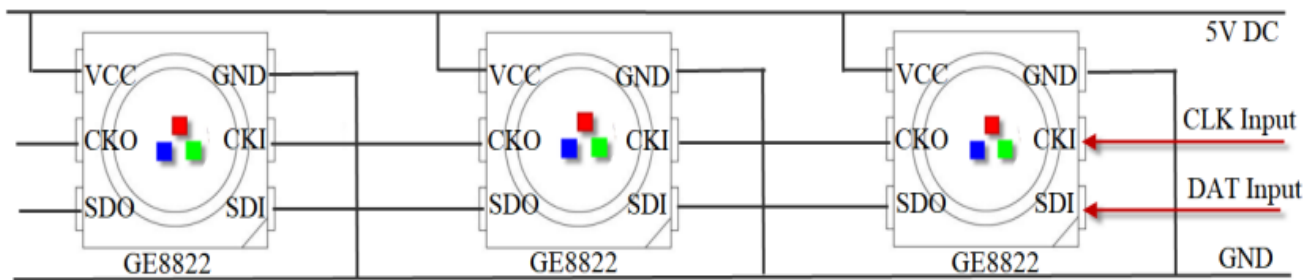 5V DC
VCC GND VCC GND VCC GND
CKO CKI CKO CKI CKO CKI CLK Input
SDO SDI SDO SDI SDO SDI DAT Input
GE8822 GE8822 GE8822 GND